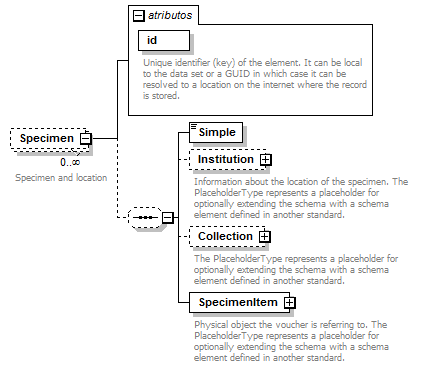 atributos
id
Unique identifier (key) of the element. It can be local
to the data set or a GUID in which case it can be
resolved to a location on the internet where the record
is stored.
Specimen
0..∞
Specimen and location
Simple
Institution
Information about the location of the specimen. The
PlaceholderType represents a placeholder for
optionally extending the schema with a schema
element defined in another standard.
Collection
The PlaceholderType represents a placeholder for
optionally extending the schema with a schema
element defined in another standard.
SpecimenItem
Physical object the voucher is referring to. The
PlaceholderType represents a placeholder for
optionally extending the schema with a schema
element defined in another standard.